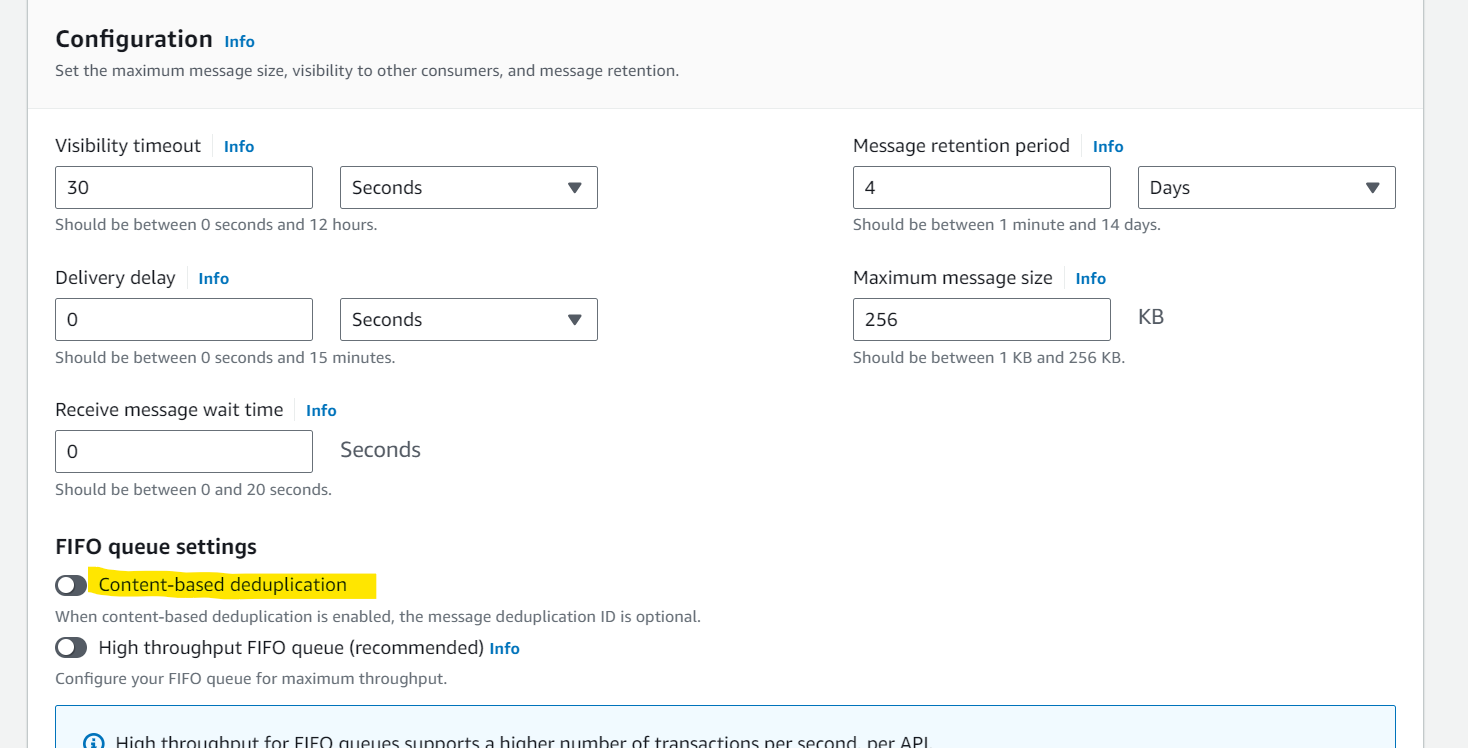 Configuration Info
Set the maximum message size, visibility to other consumers, and message retention.
Visibility timeout Info
30 Seconds
Should be between 0 seconds and 12 hours.
Message retention period Info
4 Days
Should be between 1 minute and 14 days.
Delivery delay Info
0 Seconds
Should be between 0 seconds and 15 minutes.
Maximum message size Info
256 KB
Should be between 1 KB and 256 KB.
Receive message wait time Info
0 Seconds
Should be between 0 and 20 seconds.
FIFO queue settings
Content-based deduplication
When content-based deduplication is enabled, the message deduplication ID is optional.
High throughput FIFO queue (recommended) Info
Configure your FIFO queue for maximum throughput.
High throughput for FIFO queues supports a higher number of transactions per second, per API.